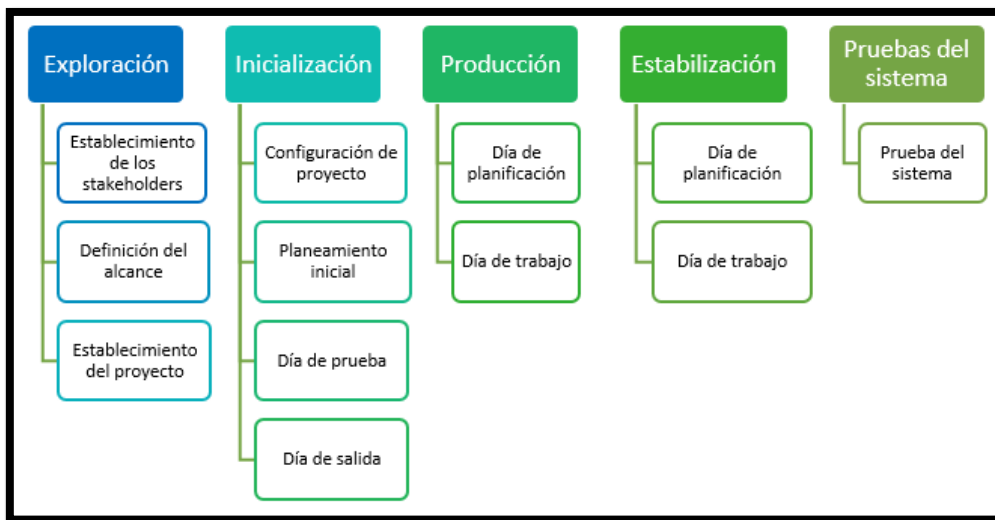 Exploración
Establecimiento
de los
stakeholders
Definición del
alcance
Establecimiento
del proyecto
Inicialización
Configuración de
proyecto
Planeamiento
inicial
Día de prueba
Día de salida
Producción
Día de
planificación
Día de trabajo
Estabilización
Día de
planificación
Día de trabajo
Pruebas del
sistema
Prueba del
sistema